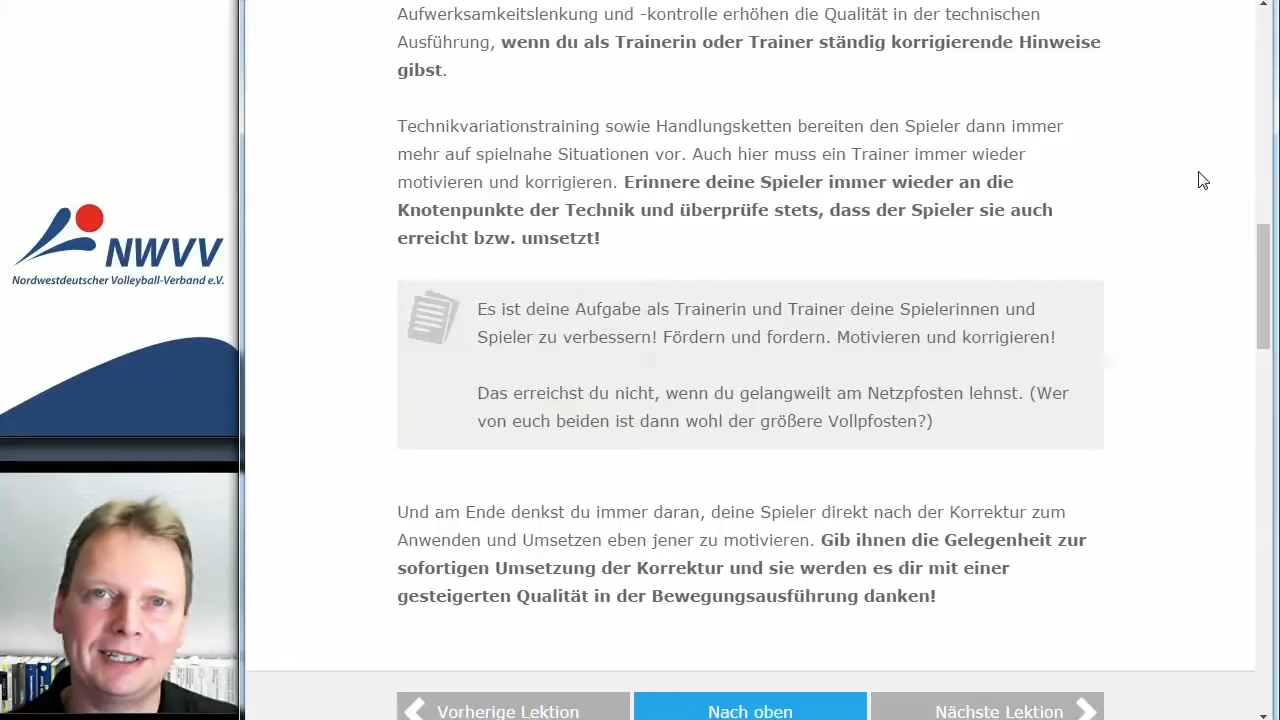 Aufwerksamkeitslenkung und -kontrolle erhöhen die Qualität in der technischen
Ausführung, wenn du als Trainerin oder Trainer ständig korrigierende Hinweise
gibst.
Technikvariationstraining sowie Handlungsketten bereiten den Spieler dann immer
mehr auf spielnahe Situationen vor. Auch hier muss ein Trainer immer wieder
motivieren und korrigieren. Erinnere deine Spieler immer wieder an die
Knotenpunkte der Technik und überprüfe stets, dass der Spieler sie auch
erreicht bzw. umsetzt!
NWVV
Nordwestdeutscher Volleyball-Verband e.V.
Es ist deine Aufgabe als Trainerin und Trainer deine Spielerinnen und
Spieler zu verbessern! Fördern und fordern. Motivieren und korrigieren!
Das erreichst du nicht, wenn du gelangweilt am Netzpfosten lehnst. (Wer
von euch beiden ist dann wohl der größere Vollpfosten?)
Und am Ende denkst du immer daran, deine Spieler direkt nach der Korrektur zum
Anwenden und Umsetzen eben jener zu motivieren. Gib ihnen die Gelegenheit zur
sofortigen Umsetzung der Korrektur und sie werden es dir mit einer
gesteigerten Qualität in der Bewegungsausführung danken!
Vorherige Lektion
Nach oben
Nächste Lektion